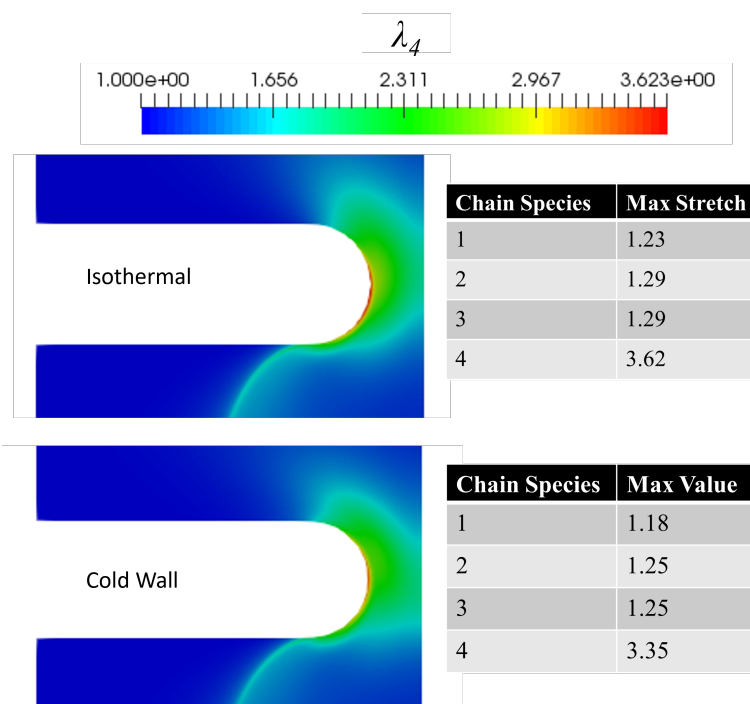 λ4
1.000e+00 1.656 2.311 2.967 3.623e+00
Isothermal
Chain Species Max Stretch
1 1.23
2 1.29
3 1.29
4 3.62
Cold Wall
Chain Species Max Value
1 1.18
2 1.25
3 1.25
4 3.35